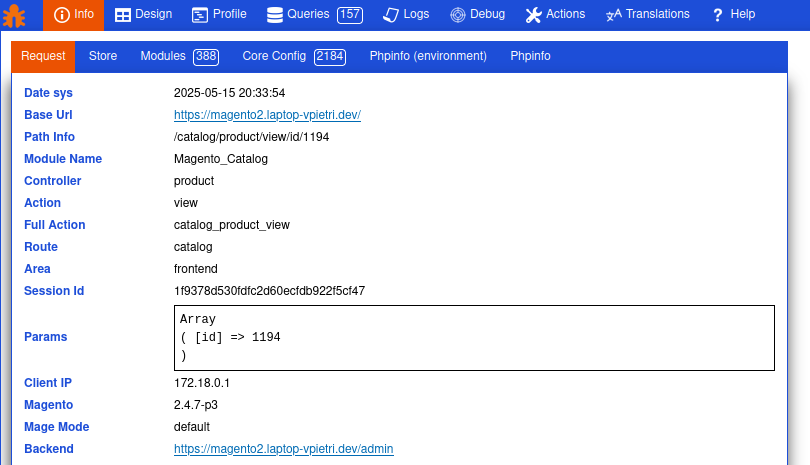 Info Design Profile Queries 157 Logs Debug Actions Translations ? Help
Request Store Modules 388 Core Config 2184 Phpinfo (environment) Phpinfo
Date sys 2025-05-15 20:33:54
Base Url https://magento2.laptop-vpietri.dev/
Path Info /catalog/product/view/id/1194
Module Name Magento_Catalog
Controller product
Action view
Full Action catalog_product_view
Route catalog
Area frontend
Session Id 1f9378d530fdfc2d60ecfdb922f5cf47
Array
Params ( [id] => 1194
)
Client IP 172.18.0.1
Magento 2.4.7-p3
Mage Mode default
Backend https://magento2.laptop-vpietri.dev/admin